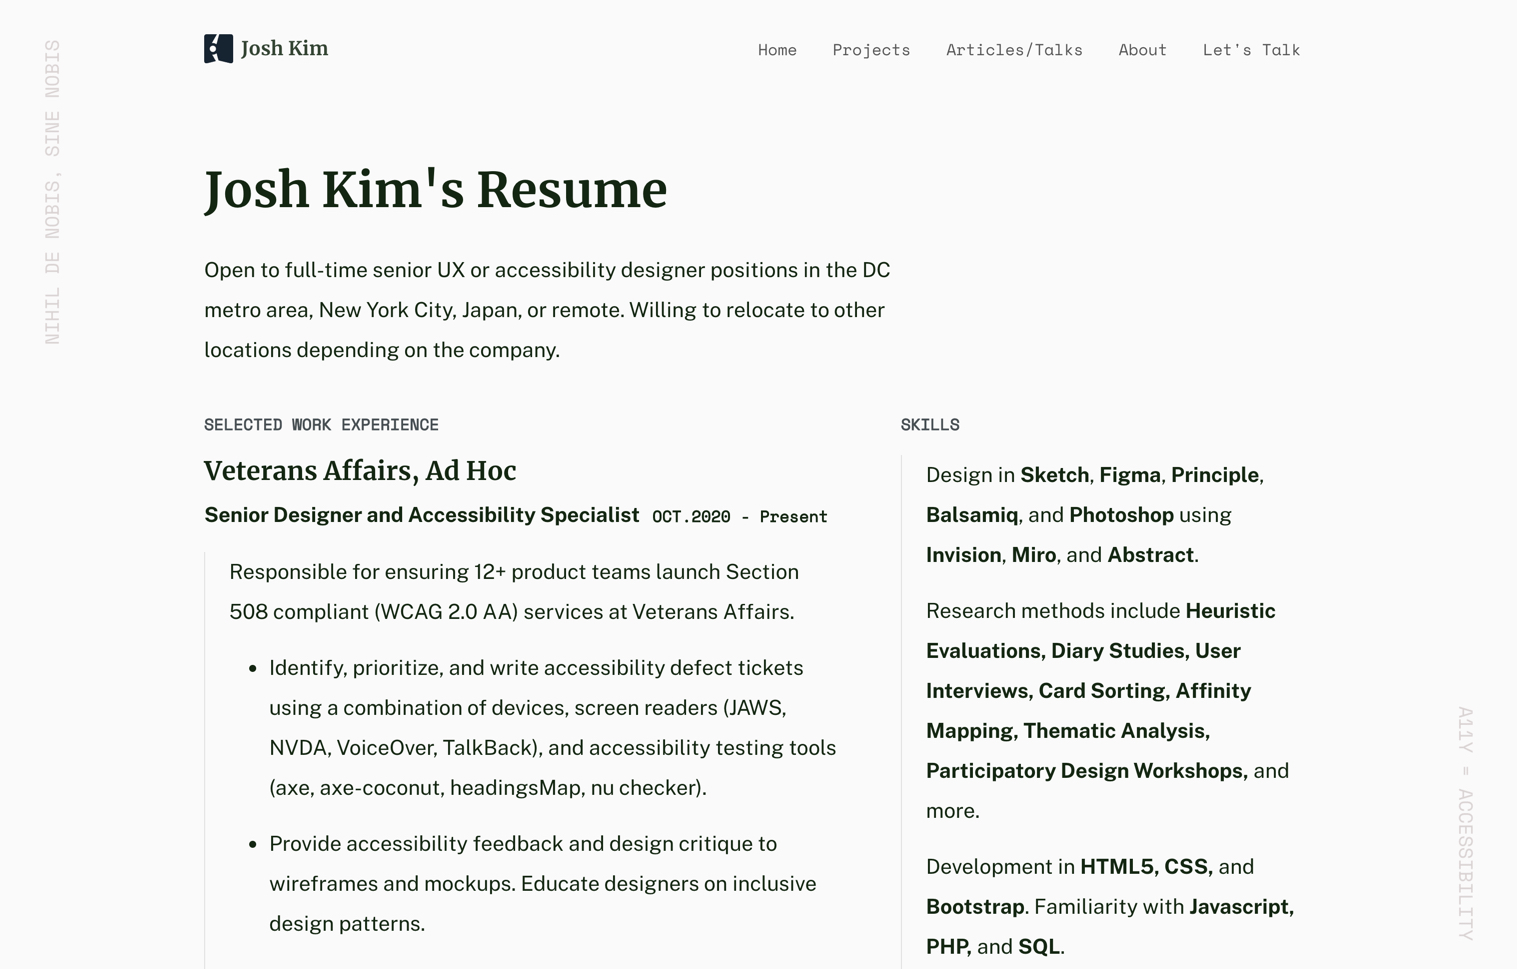 Josh Kim
Home Projects Articles/Talks About Let's Talk
NIHIL DE NOBIS, SINE NOBIS
Josh Kim's Resume
Open to full-time senior UX or accessibility designer positions in the DC
metro area, New York City, Japan, or remote. Willing to relocate to other
locations depending on the company.
SELECTED WORK EXPERIENCE
Veterans Affairs, Ad Hoc
Senior Designer and Accessibility Specialist OCT.2020 - Present
Responsible for ensuring 12+ product teams launch Section
508 compliant (WCAG 2.0 AA) services at Veterans Affairs.
• Identify, prioritize, and write accessibility defect tickets
using a combination of devices, screen readers (JAWS,
NVDA, VoiceOver, TalkBack), and accessibility testing tools
(axe, axe-coconut, headingsMap, nu checker).
• Provide accessibility feedback and design critique to
wireframes and mockups. Educate designers on inclusive
design patterns.
SKILLS
Design in Sketch, Figma, Principle,
Balsamiq, and Photoshop using
Invision, Miro, and Abstract.
Research methods include Heuristic
Evaluations, Diary Studies, User
Interviews, Card Sorting, Affinity
Mapping, Thematic Analysis,
Participatory Design Workshops, and
more.
Development in HTML5, CSS, and
Bootstrap. Familiarity with Javascript,
PHP, and SQL.
A11Y = ACCESSIBILITY